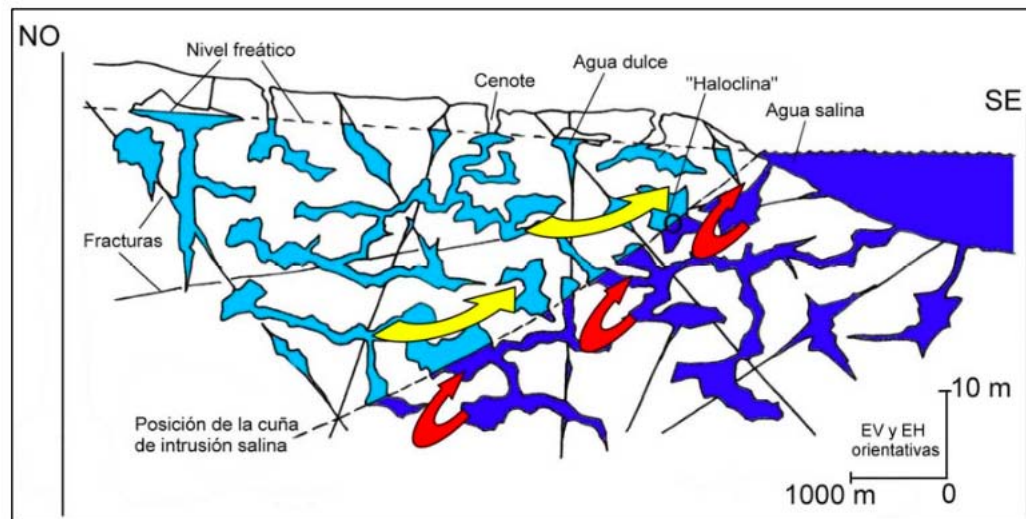 NO
Nivel freático
Cenote
Agua dulce
"Haloclina"
Agua salina
SE
Fracturas
Posición de la cuña
de intrusión salina
10 m
EV y EH
orientativas
1000 m
0